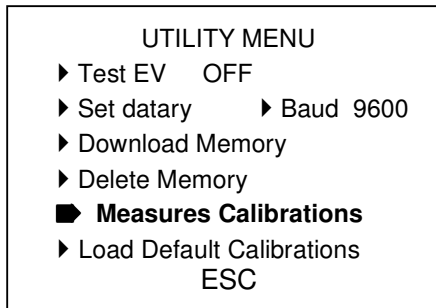 UTILITY MENU
Test EV OFF
Set datary Baud 9600
Download Memory
Delete Memory
Measures Calibrations
Load Default Calibrations
ESC